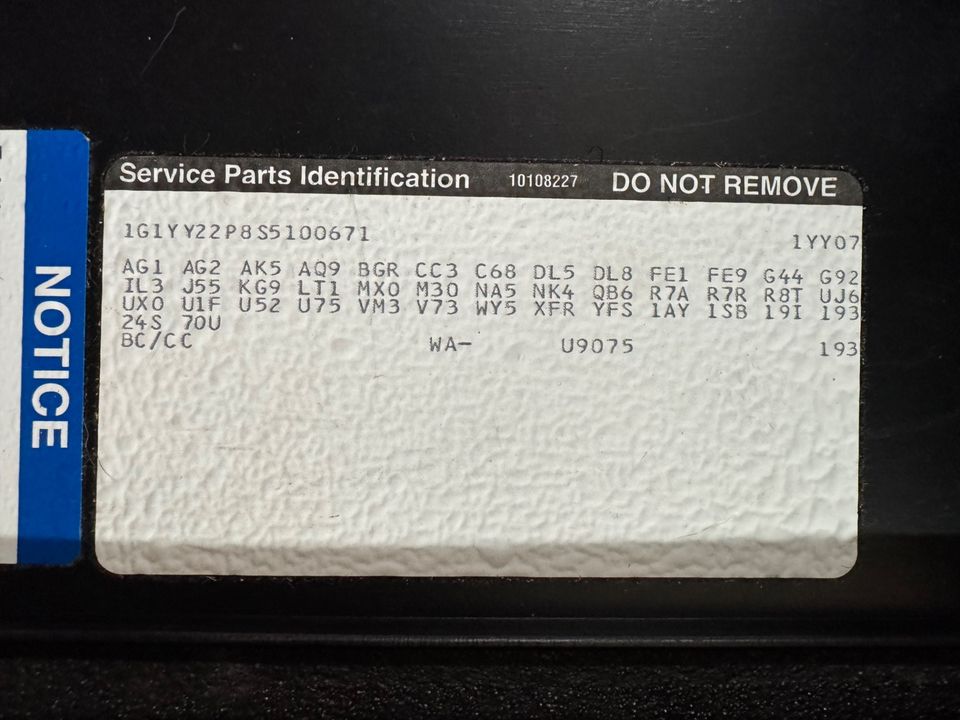 Service Parts Identification 10108227 DO NOT REMOVE
1G1YY22P8S5100671 1YY07
AG1 AG2 AK5 AQ9 BGR CC3 C68 DL5 DL8 FE1 FE9 G44 G92
IL3 J55 KG9 LT1 MX0 M30 NA5 NK4 QB6 R7A R7R R8T UJ6
UX0 U1F U52 U75 VM3 V73 WY5 XFR YFS 1AY 1SB 19I 193
24S 70U
BC/CC WA- U9075 193
NOTICE